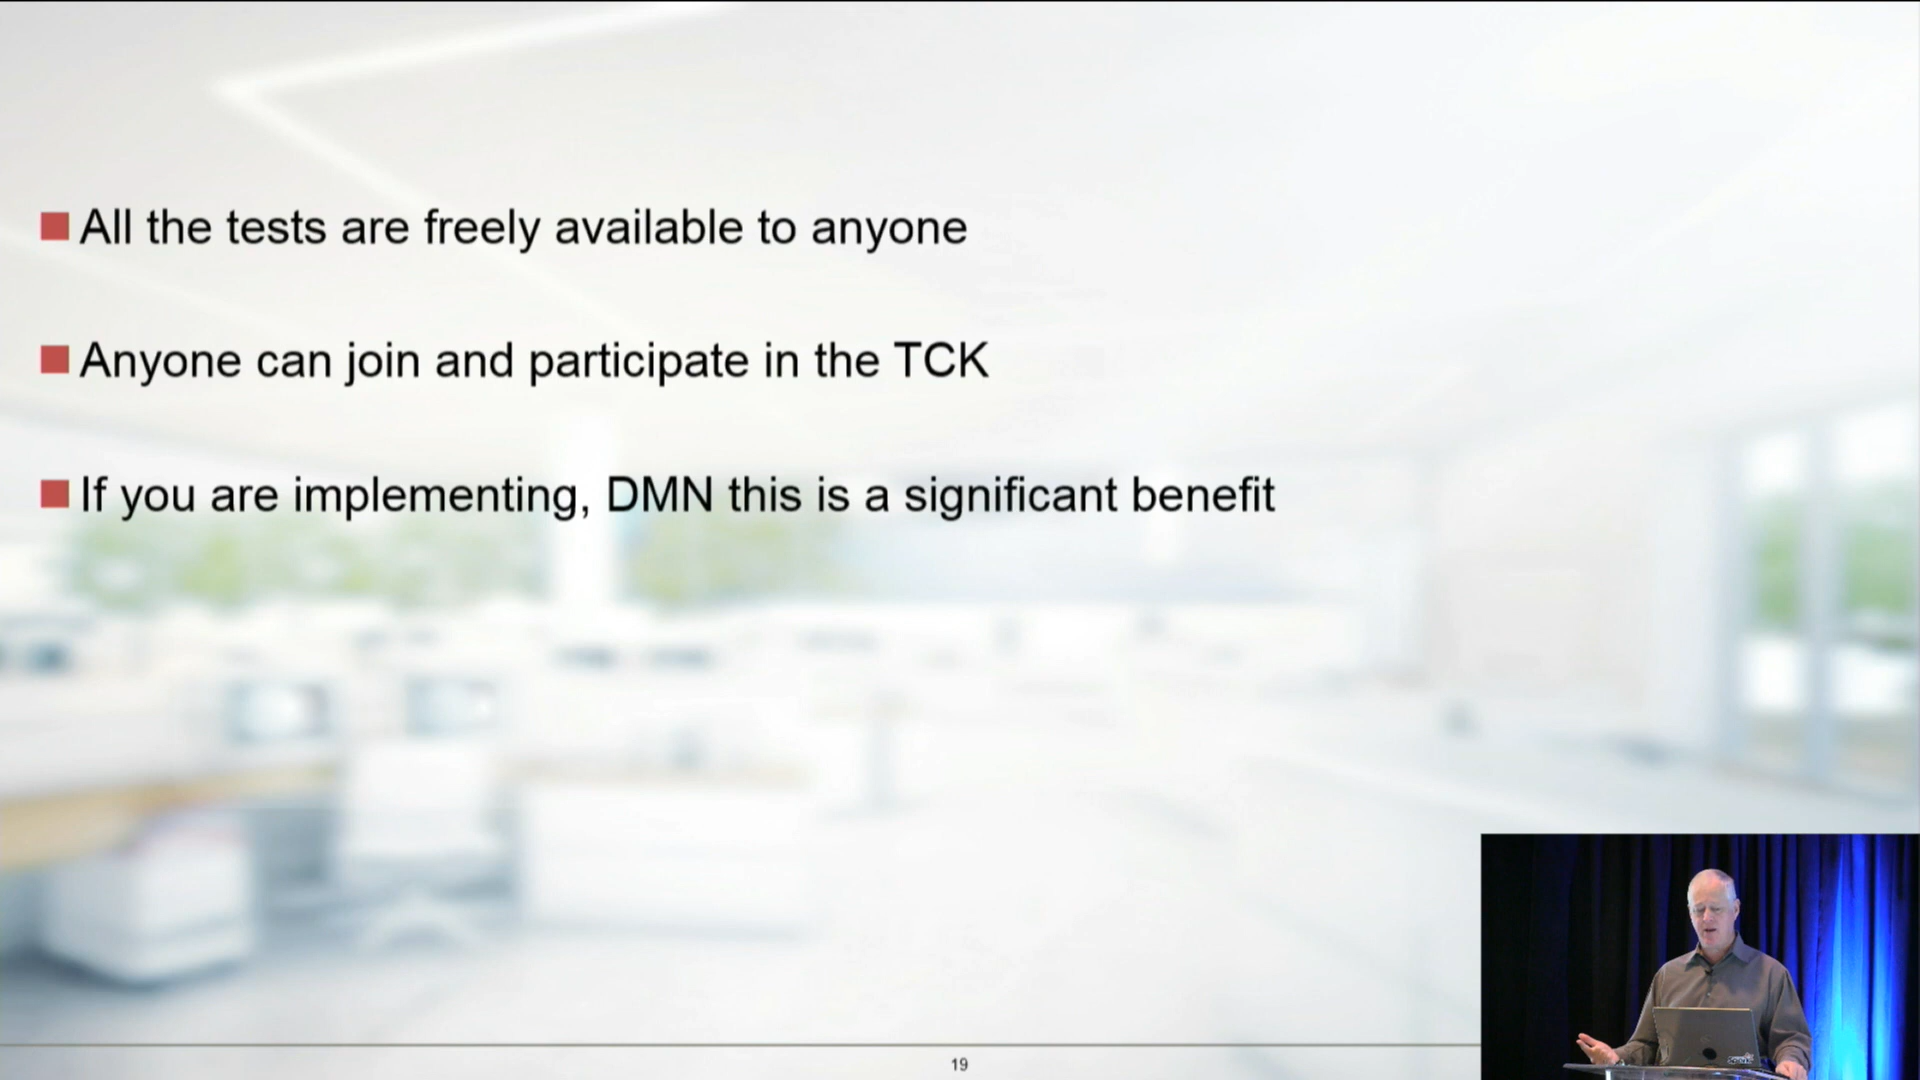 All the tests are freely available to anyone
Anyone can join and participate in the TCK
If you are implementing, DMN this is a significant benefit
19